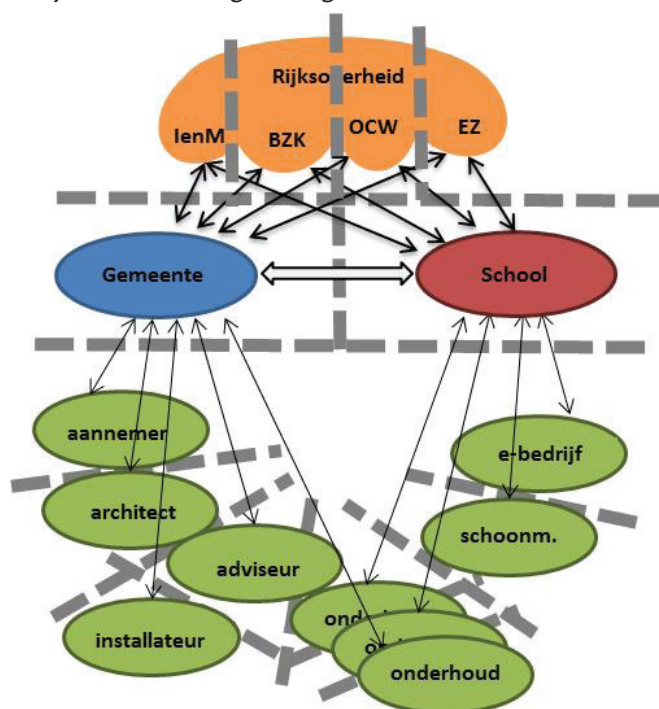 Rijksoverheid
IenM
BZK
OCW
EZ
Gemeente
School
aannemer
e-bedrijf
architect
schoonm.
adviseur
installateur
onderhoud